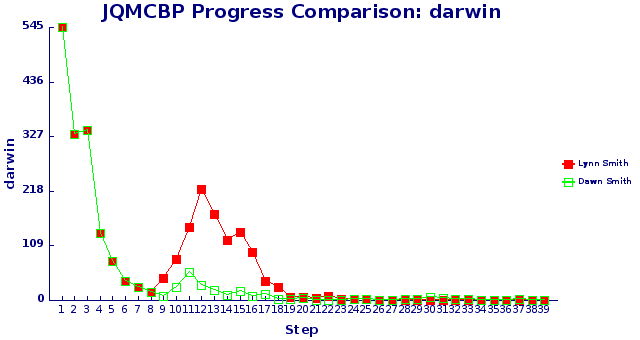 JQMCBP Progress Comparison: darwin
545
436
327
218
109
0
darwin
1 2 3 4 5 6 7 8 9 10 11 12 13 14 15 16 17 18 19 20 21 22 23 24 25 26 27 28 29 30 31 32 33 34 35 36 37 38 39
Step
Lynn Smith
Dawn Smith